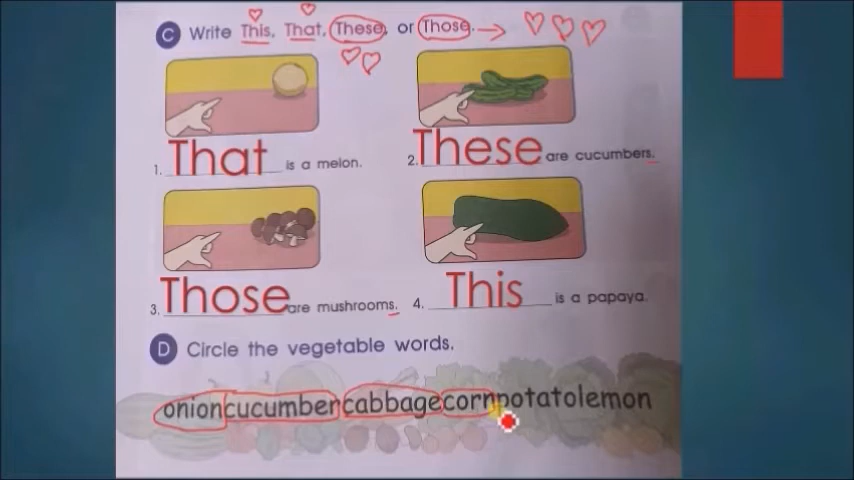 C Write This, That, These, or Those.
That
These
1. is a melon.
2. are cucumbers.
Those
This
3. are mushrooms.
4. is a papaya.
D Circle the vegetable words.
onioncucumbercabbagecornpotatolemon